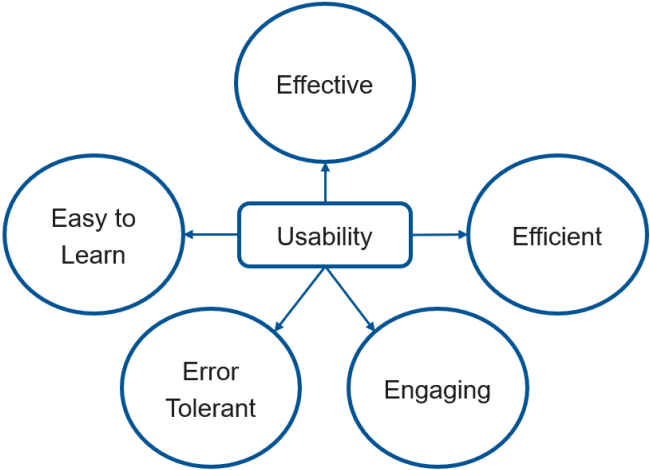 Effective
Easy to
Learn
Usability
Efficient
Error
Tolerant
Engaging